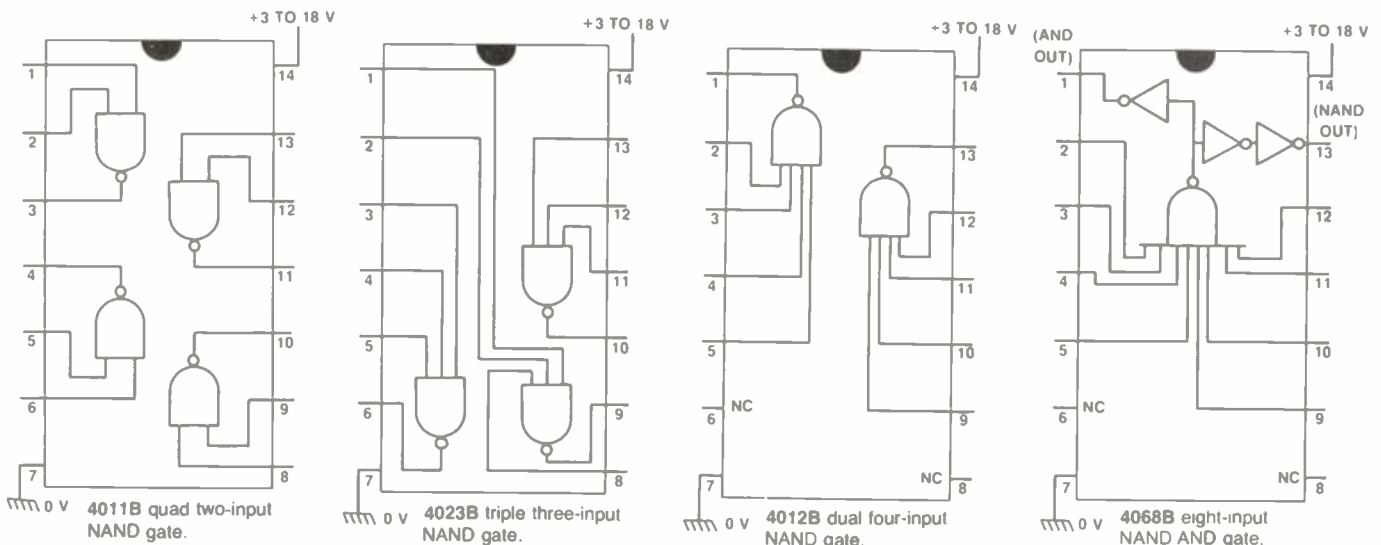 +3 TO 18 V
1
2
3
4
5
6
7
14
13
12
11
10
9
8
0 V
4011B quad two-input
NAND gate.
+3 TO 18 V
1
2
3
4
5
6
7
14
13
12
11
10
9
8
0 V
4023B triple three-input
NAND gate.
+3 TO 18 V
1
2
3
4
5
6
NC
7
14
13
12
11
10
9
NC
8
0 V
4012B dual four-input
NAND gate.
(AND
OUT)
+3 TO 18 V
1
2
3
4
5
6
NC
7
14
(NAND
OUT)
13
12
11
10
9
NC
8
0 V
4068B eight-input
NAND AND gate.